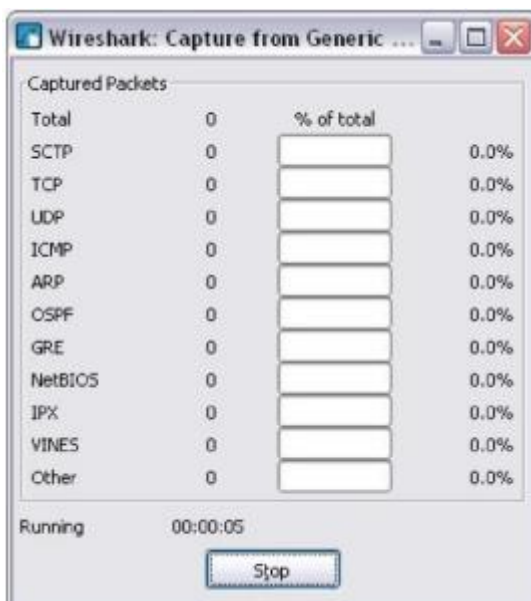 Wireshark: Capture from Generic ...
Captured Packets
Total 0 % of total
SCTP 0 0.0%
TCP 0 0.0%
UDP 0 0.0%
ICMP 0 0.0%
ARP 0 0.0%
OSPF 0 0.0%
GRE 0 0.0%
NetBIOS 0 0.0%
IPX 0 0.0%
VINES 0 0.0%
Other 0 0.0%
Running 00:00:05
Stop